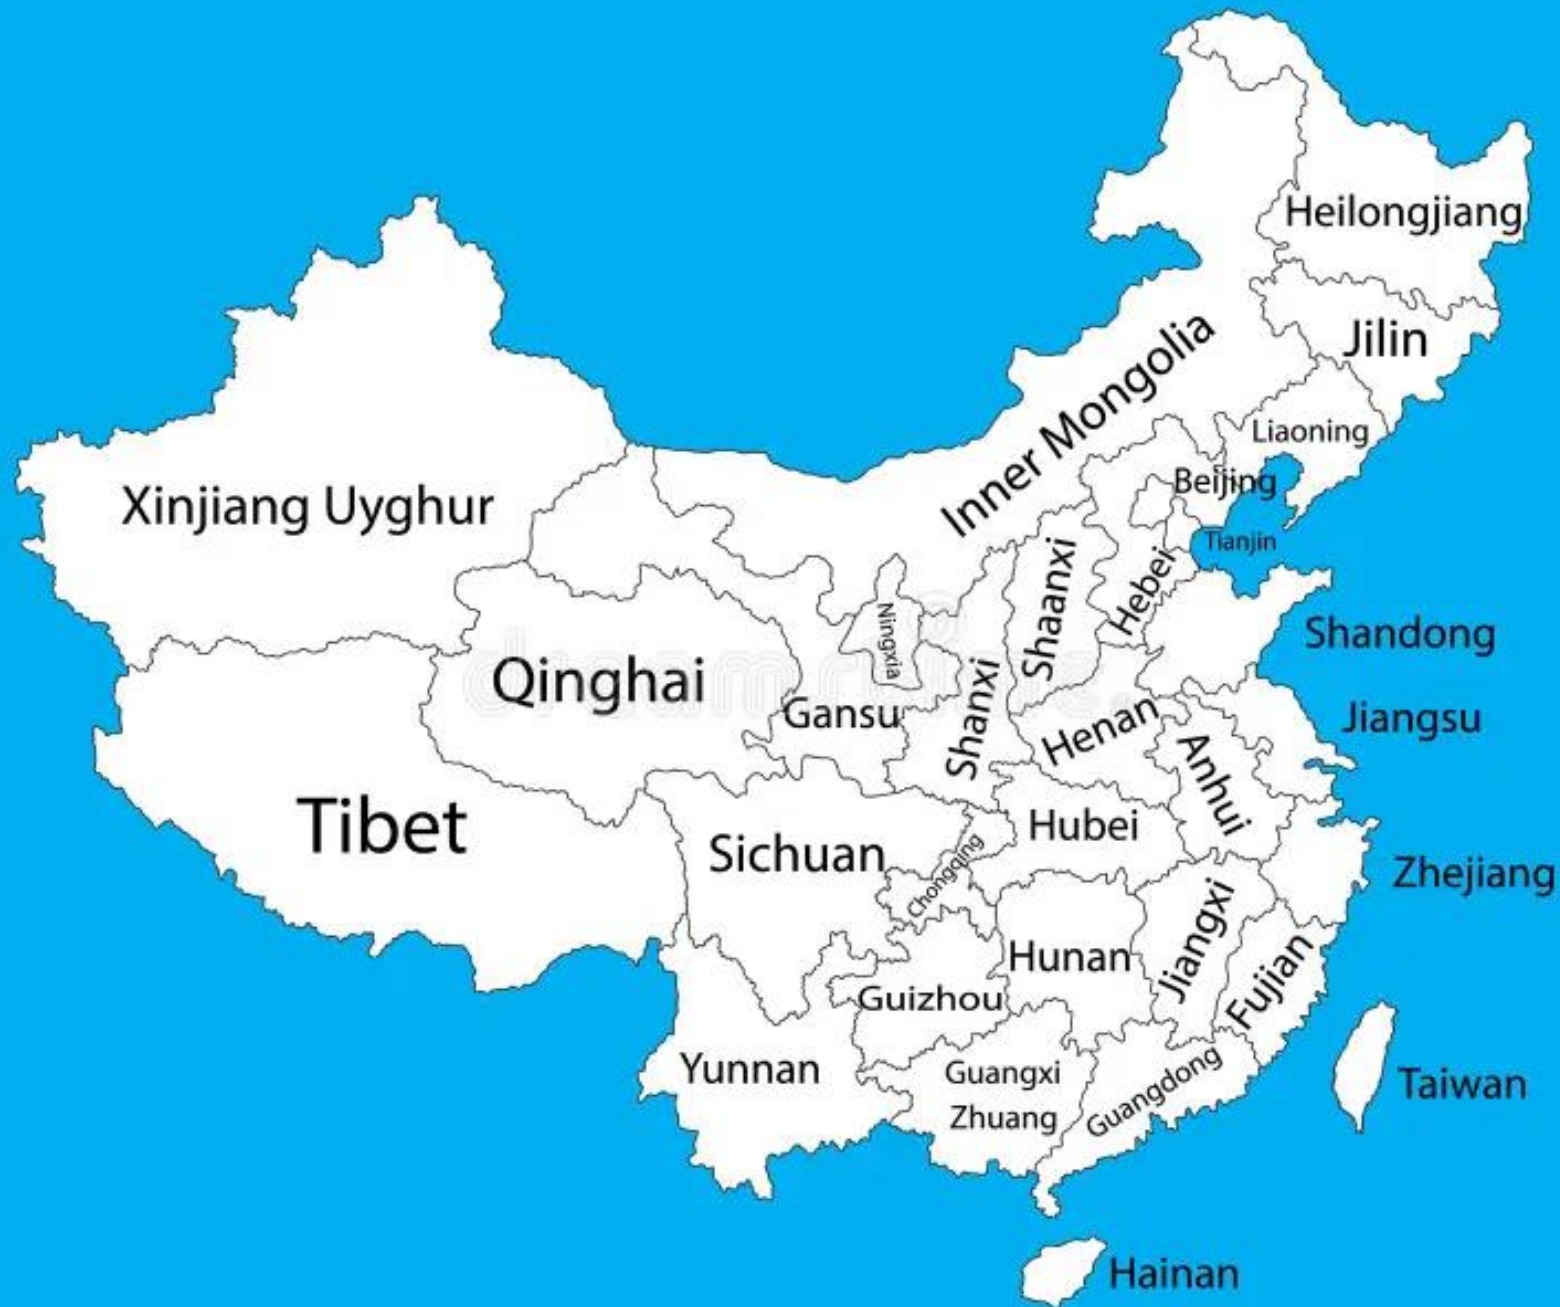 Heilongjiang
Jilin
Inner Mongolia
Liaoning
Beijing
Xinjiang Uyghur
Tianjin
Hebei
Shaanxi
Ningxia
Shandong
Qinghai
Gansu
Shanxi
Henan
Jiangsu
Anhui
Tibet
Sichuan
Hubei
Chongqing
Zhejiang
Jiangxi
Hunan
Fujian
Guizhou
Yunnan
Guangxi
Zhuang
Guangdong
Taiwan
Hainan